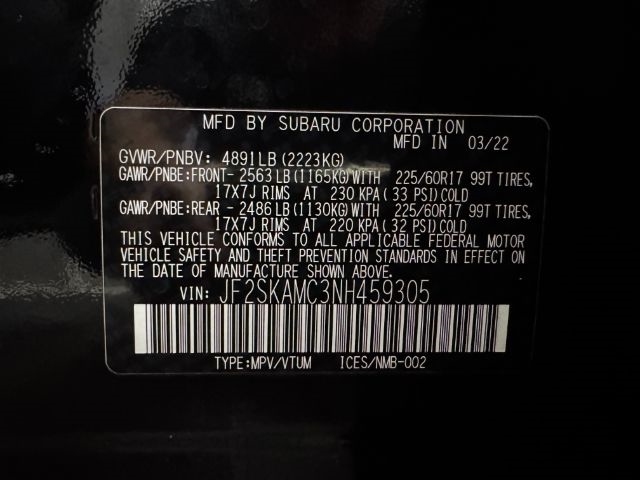 MFD BY SUBARU CORPORATION
MFD IN 03/22
GVWR/PNBV: 4891LB(2223KG)
GAWR/PNBE:FRONT- 2563LB(1165KG)WITH 225/60R17 99T TIRES,
17X7J RIMS AT 230 KPA(33 PSI)COLD
GAWR/PNBE:REAR - 2486LB(1130KG)WITH 225/60R17 99T TIRES,
17X7J RIMS AT 220 KPA(32 PSI)COLD
THIS VEHICLE CONFORMS TO ALL APPLICABLE FEDERAL MOTOR
VEHICLE SAFETY AND THEFT PREVENTION STANDARDS IN EFFECT ON
THE DATE OF MANUFACTURE SHOWN ABOVE.
VIN: JF2SKAMC3NH459305
TYPE:MPV/VTUM ICES/NMB-002